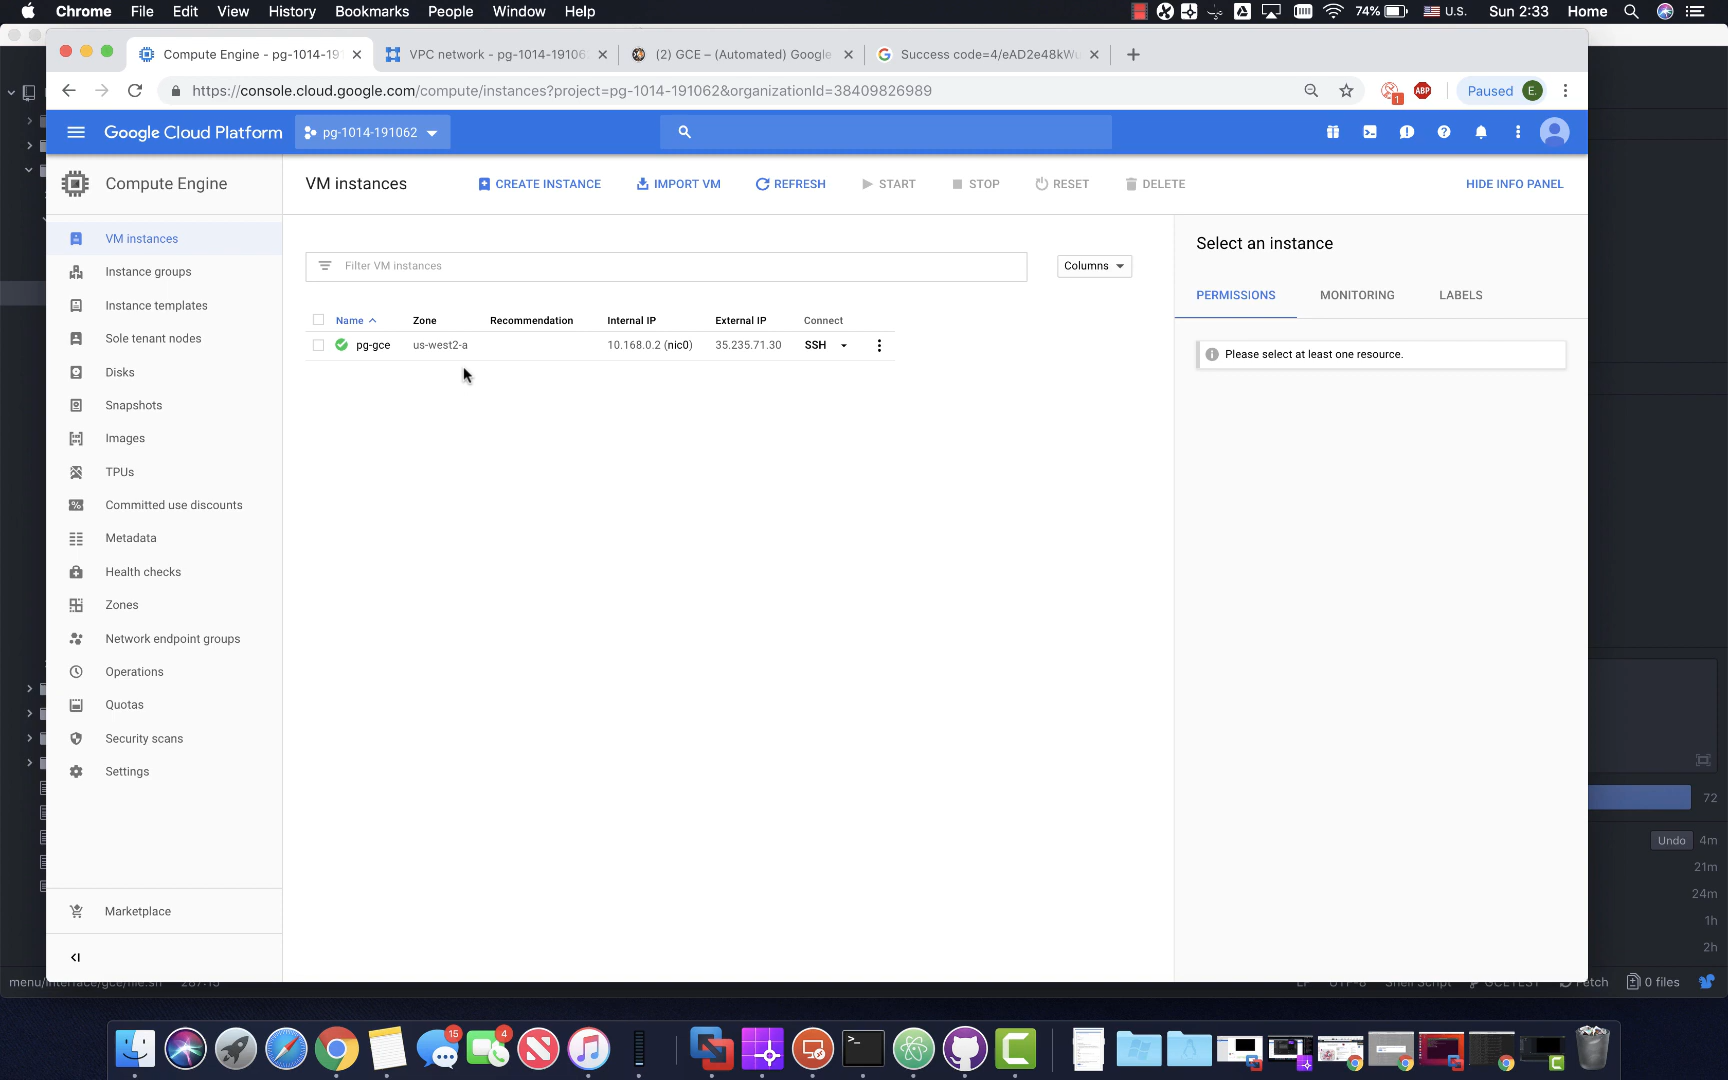 Chrome File Edit View History Bookmarks People Window Help 74% U.S. Sun 2:33 Home
Compute Engine - pg-1014-19 VPC network - pg-1014-19106 (2) GCE – (Automated) Google Success code=4/eAD2e48kWu
https://console.cloud.google.com/compute/instances?project=pg-1014-191062&organizationId=38409826989 1 ABP Paused E.
Google Cloud Platform pg-1014-191062
Compute Engine
VM instances CREATE INSTANCE IMPORT VM REFRESH START STOP RESET DELETE HIDE INFO PANEL
VM instances
Instance groups
Instance templates
Sole tenant nodes
Disks
Snapshots
Images
TPUs
Committed use discounts
Metadata
Health checks
Zones
Network endpoint groups
Operations
Quotas
Security scans
Settings
Marketplace
Filter VM instances Columns
Name Zone Recommendation Internal IP External IP Connect
pg-gce us-west2-a 10.168.0.2 (nic0) 35.235.71.30 SSH
Select an instance
PERMISSIONS MONITORING LABELS
Please select at least one resource.
72
Undo 4m
21m
24m
1h
2h
0 files
15
4